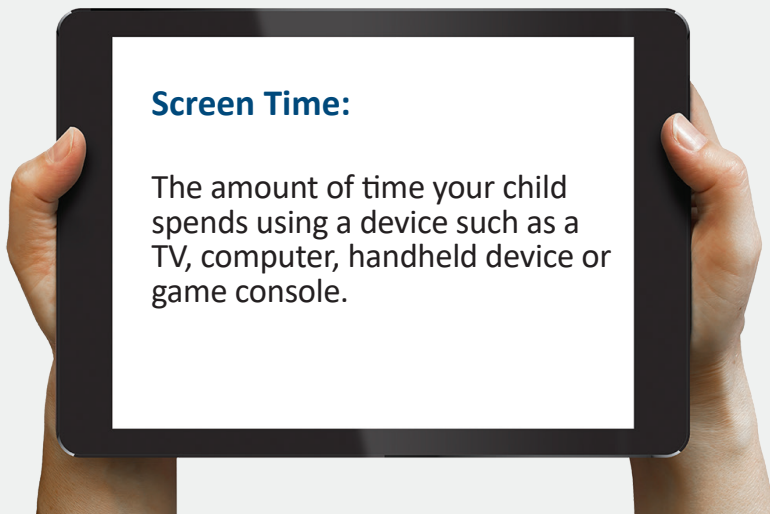 Screen Time:
The amount of time your child
spends using a device such as a
TV, computer, handheld device or
game console.